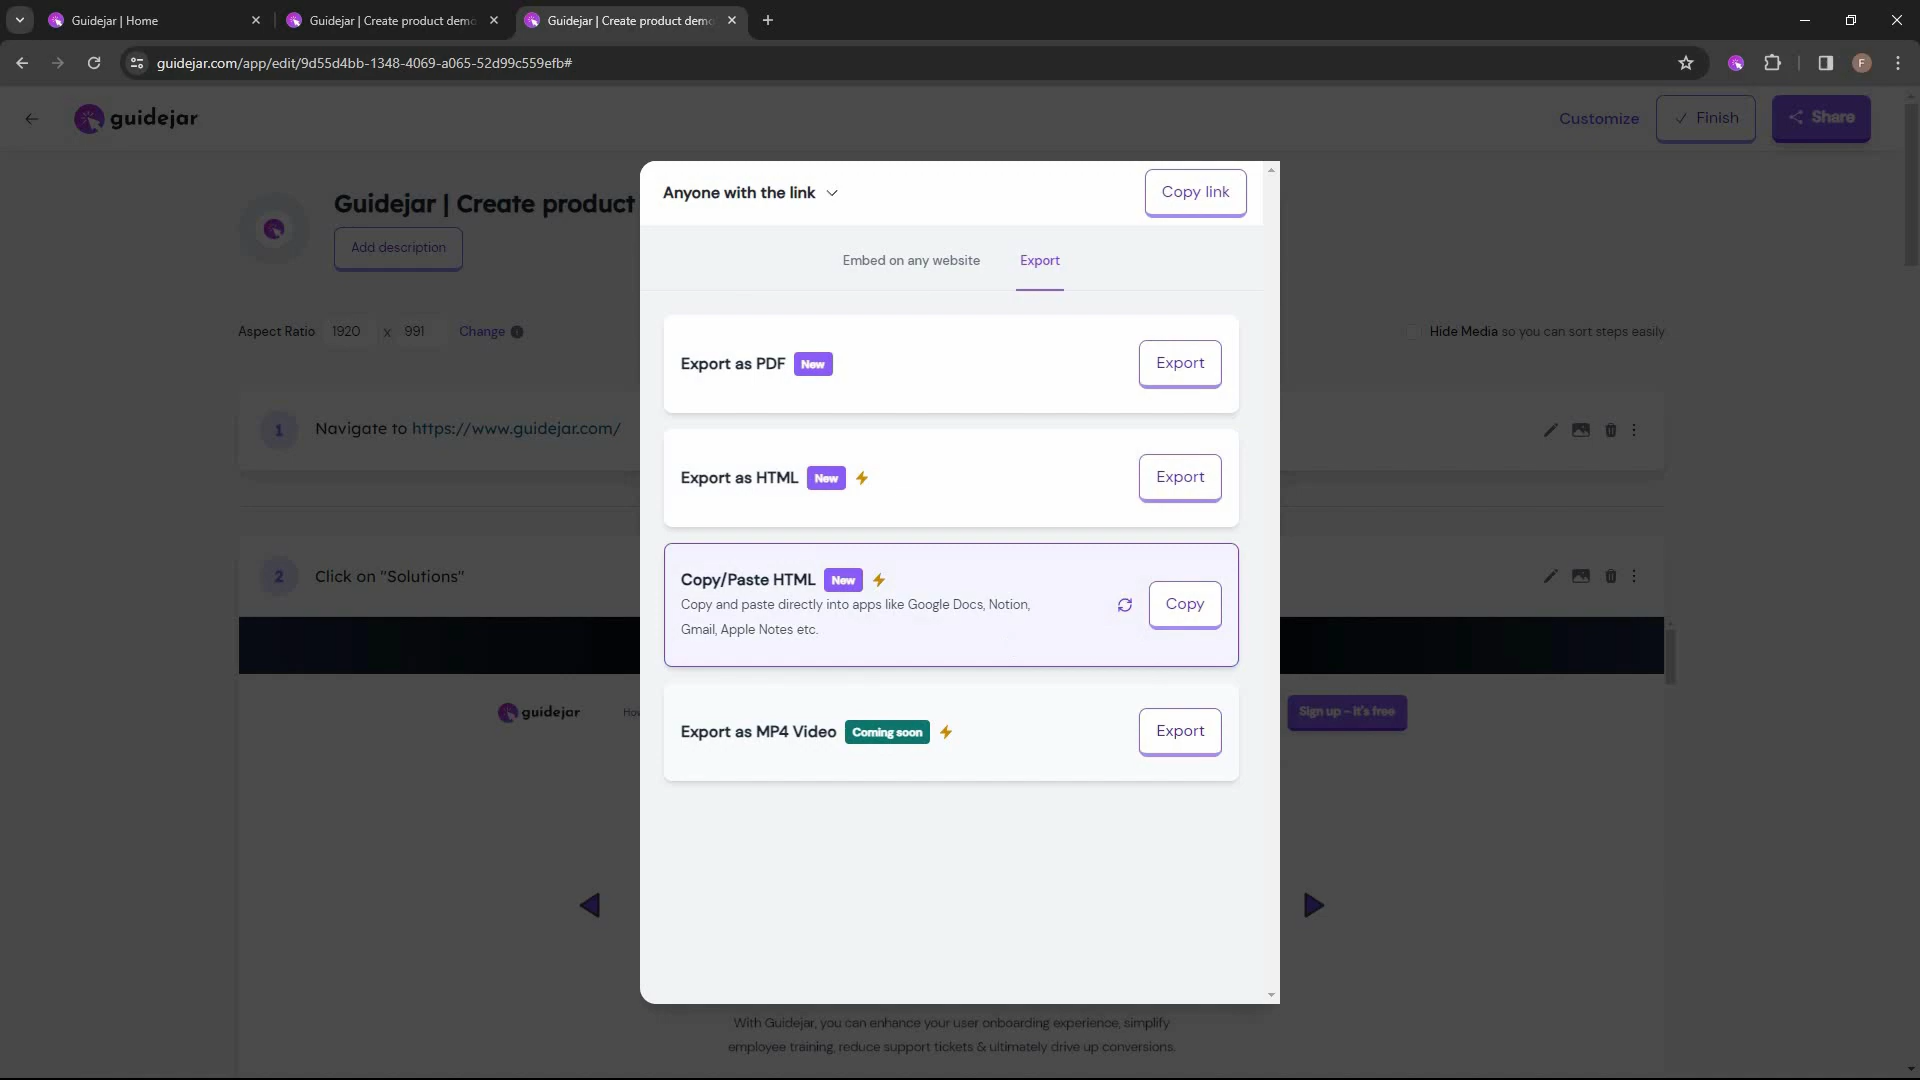 Guidejar | Home
Guidejar | Create product demo
Guidejar | Create product demo
guidejar.com/app/edit/9d55d4bb-1348-4069-a065-52d99c559efb#
F
guidejar
Customize
Finish
Share
Guidejar | Create product
Add description
Aspect Ratio 1920 x 991 Change
Hide Media so you can sort steps easily
1 Navigate to https://www.guidejar.com/
2 Click on "Solutions"
guidejar
How
Sign up - it's free
With Guidejar, you can enhance your user onboarding experience, simplify
employee training, reduce support tickets & ultimately drive up conversions.
Anyone with the link
Copy link
Embed on any website
Export
Export as PDF New
Export
Export as HTML New
Export
Copy/Paste HTML New
Copy and paste directly into apps like Google Docs, Notion,
Gmail, Apple Notes etc.
Copy
Export as MP4 Video Coming soon
Export